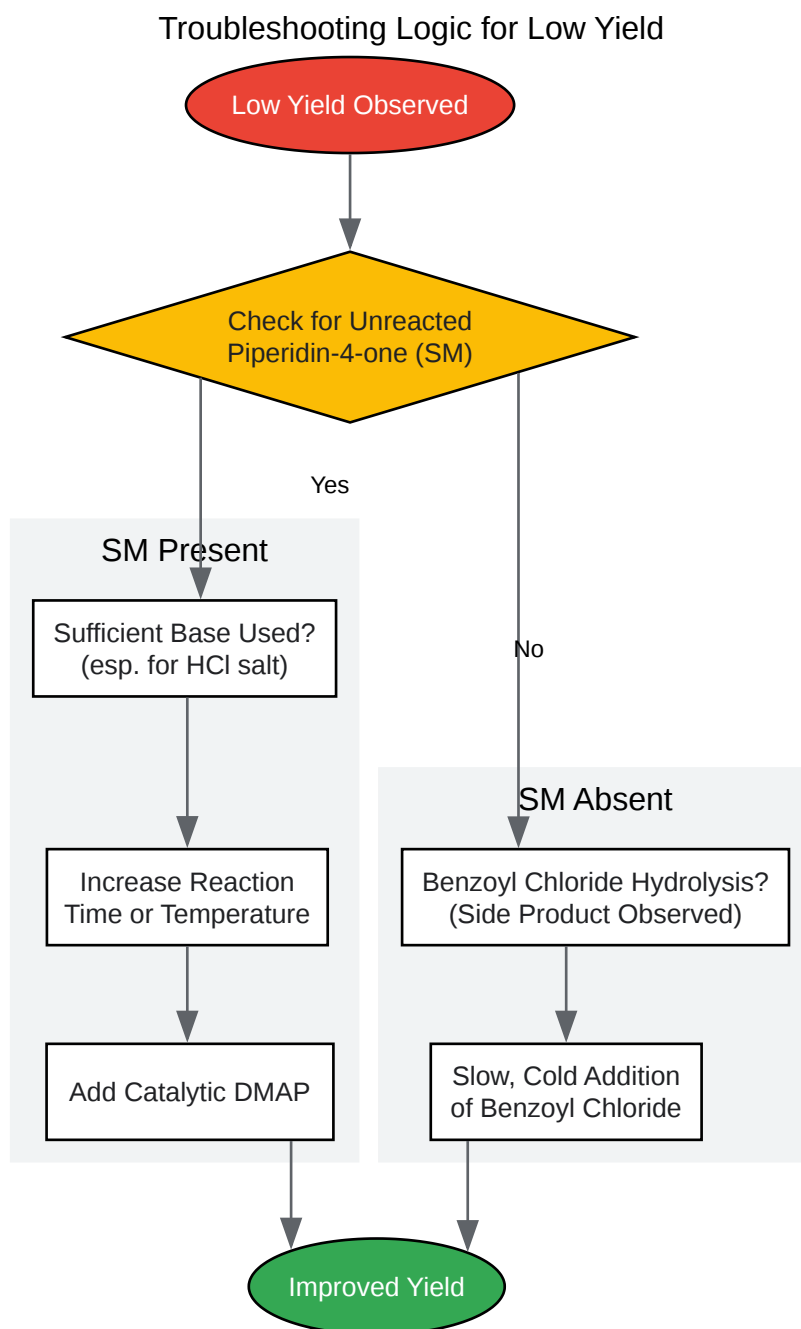 Troubleshooting Logic for Low Yield
Low Yield Observed
Check for Unreacted
Piperidin-4-one (SM)
Yes
SM Present
Sufficient Base Used?
(esp. for HCl salt)
No
SM Absent
Increase Reaction
Time or Temperature
Benzoyl Chloride Hydrolysis?
(Side Product Observed)
Add Catalytic DMAP
Slow, Cold Addition
of Benzoyl Chloride
Improved Yield